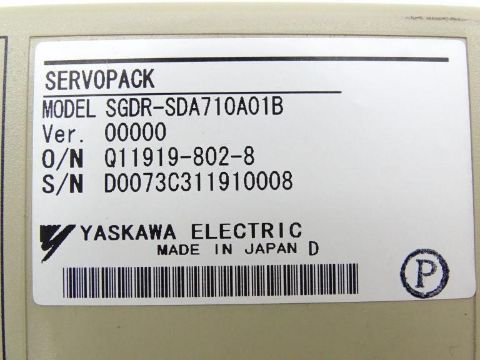 SERVOPACK
MODEL SGDR-SDA710A01B
Ver. 00000
O/N Q11919-802-8
S/N D0073C311910008
YASKAWA ELECTRIC
MADE IN JAPAN D
P